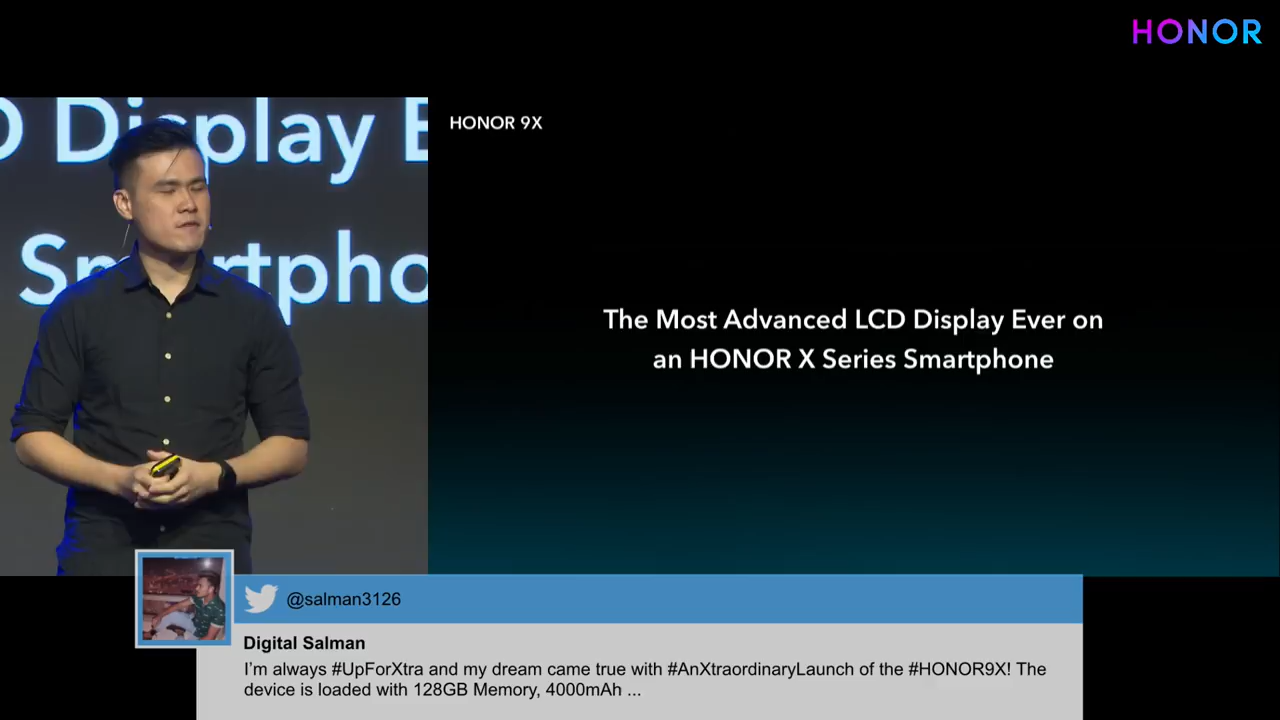 HONOR
D Display E
Smartpho
HONOR 9X
The Most Advanced LCD Display Ever on
an HONOR X Series Smartphone
@salman3126
Digital Salman
I'm always #UpForXtra and my dream came true with #AnXtraordinaryLaunch of the #HONOR9X! The
device is loaded with 128GB Memory, 4000mAh ...